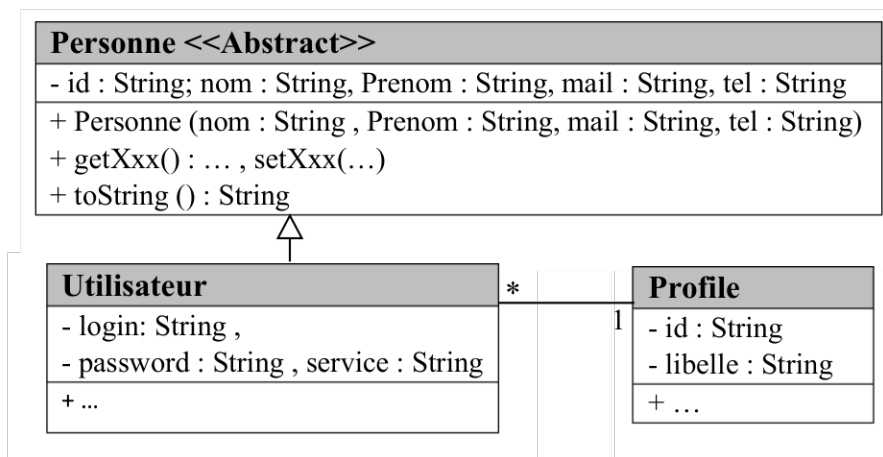 Personne <<Abstract>>
- id : String; nom : String, Prenom : String, mail : String, tel : String
+ Personne (nom : String , Prenom : String, mail : String, tel : String)
+ getXxx() : … , setXxx(…)
+ toString () : String
Utilisateur
- login: String ,
- password : String , service : String
+ ...
*
1
Profile
- id : String
- libelle : String
+ …